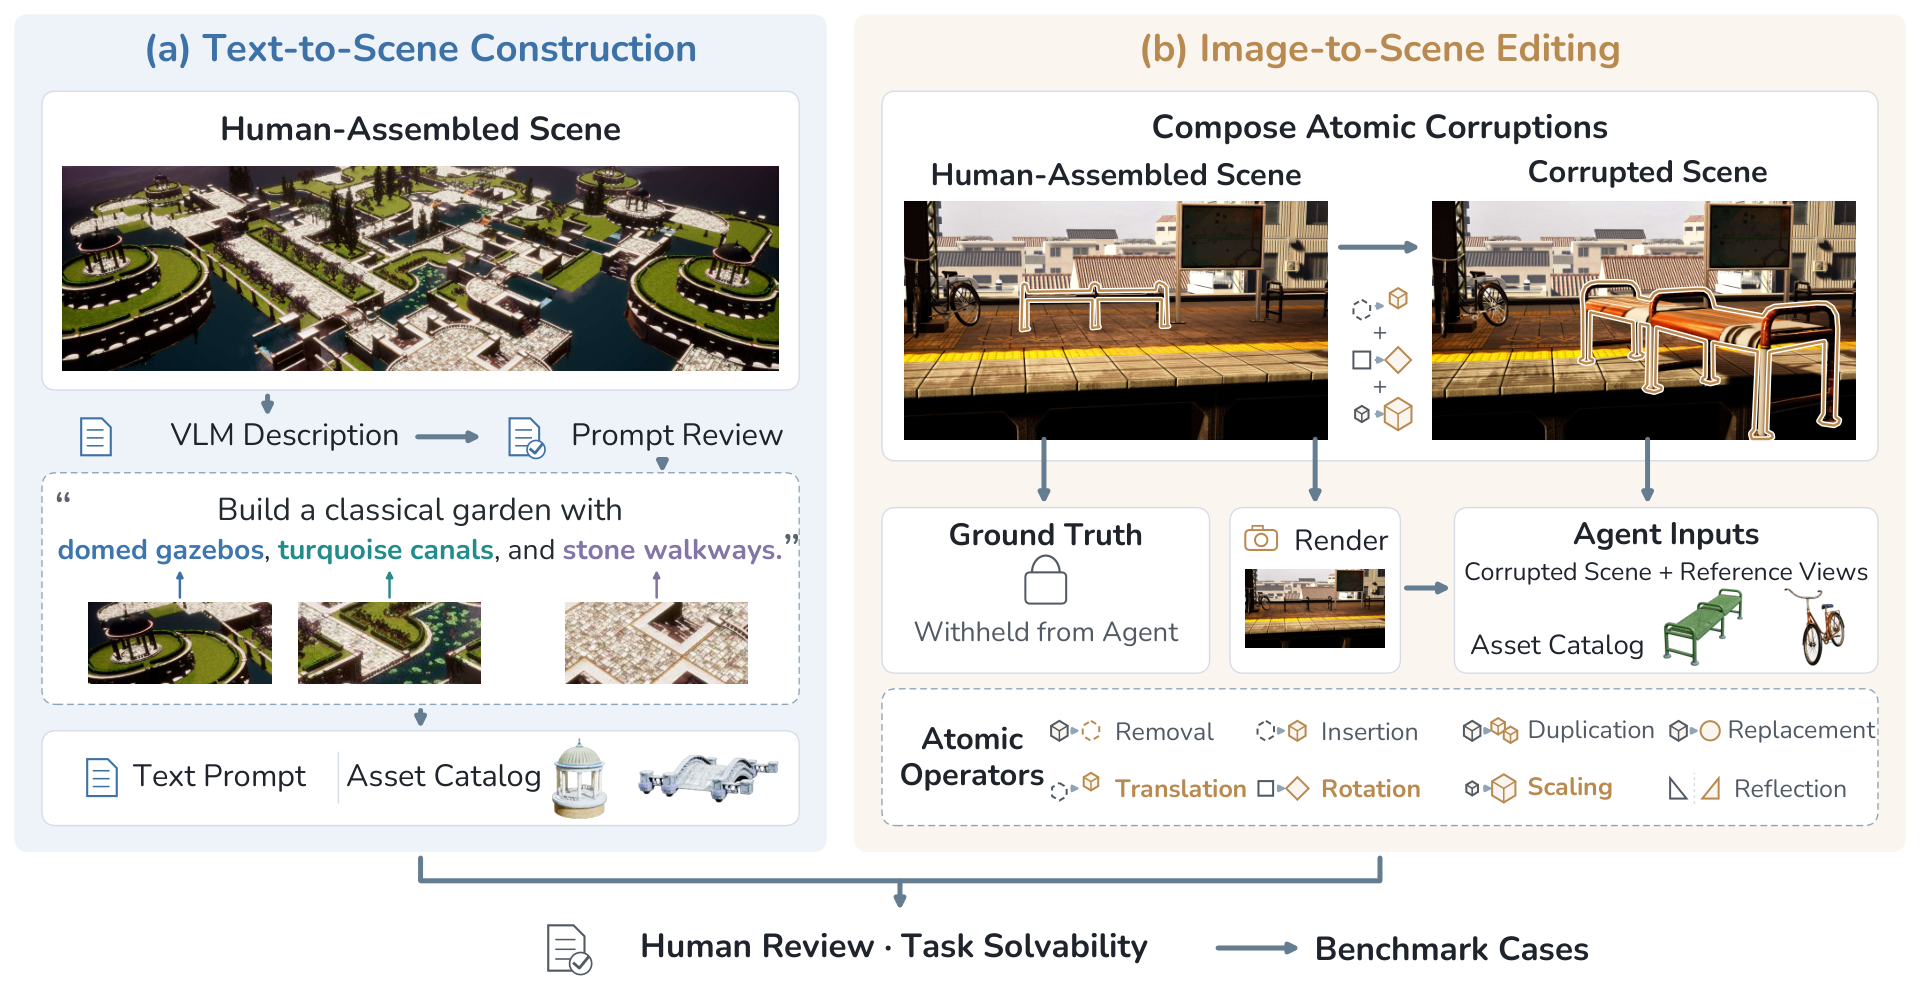 (a) Text-to-Scene Construction
Human-Assembled Scene
VLM Description
Prompt Review
“
Build a classical garden with
domed gazebos, turquoise canals, and stone walkways.”
Text Prompt
Asset Catalog
(b) Image-to-Scene Editing
Compose Atomic Corruptions
Human-Assembled Scene
Corrupted Scene
+
+
Ground Truth
Withheld from Agent
Render
Agent Inputs
Corrupted Scene + Reference Views
Asset Catalog
Atomic
Operators
Removal
Insertion
Duplication
Replacement
Translation
Rotation
Scaling
Reflection
Human Review · Task Solvability
Benchmark Cases